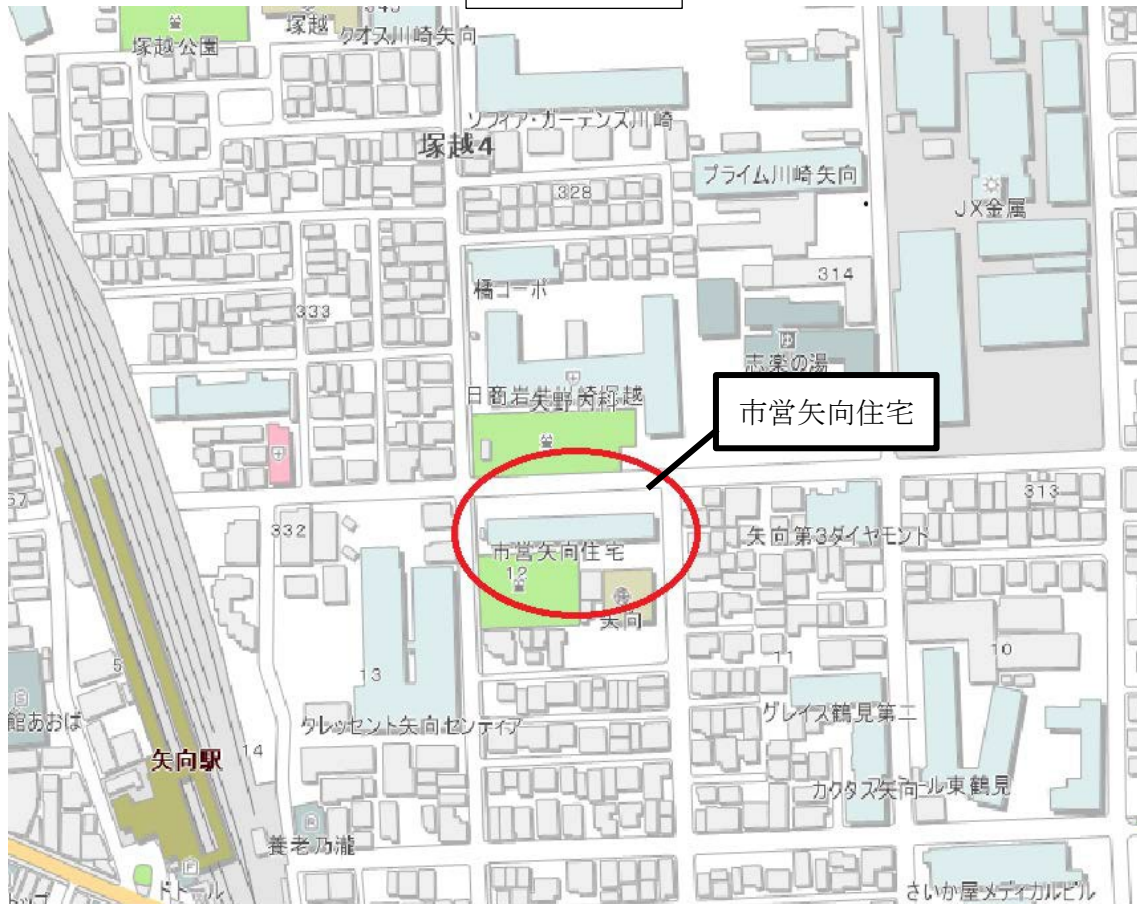 塚越
塚越公園
クオス川崎矢向
ソフィア・ガーデンズ川崎
塚越4
プライム川崎矢向
328
JX金属
314
橘コーポ
333
志楽の湯
日商岩井川崎塚越
矢野内科
市営矢向住宅
313
332
矢向第3ダイヤモンド
市営矢向住宅
12
矢向
11
10
5
13
館あおば
グレイス鶴見第二
クレッセント矢向センティア
14
矢向駅
カクタス矢向
ール東鶴見
養老乃瀧
ドトール
ップ
さいか屋メディカルビル